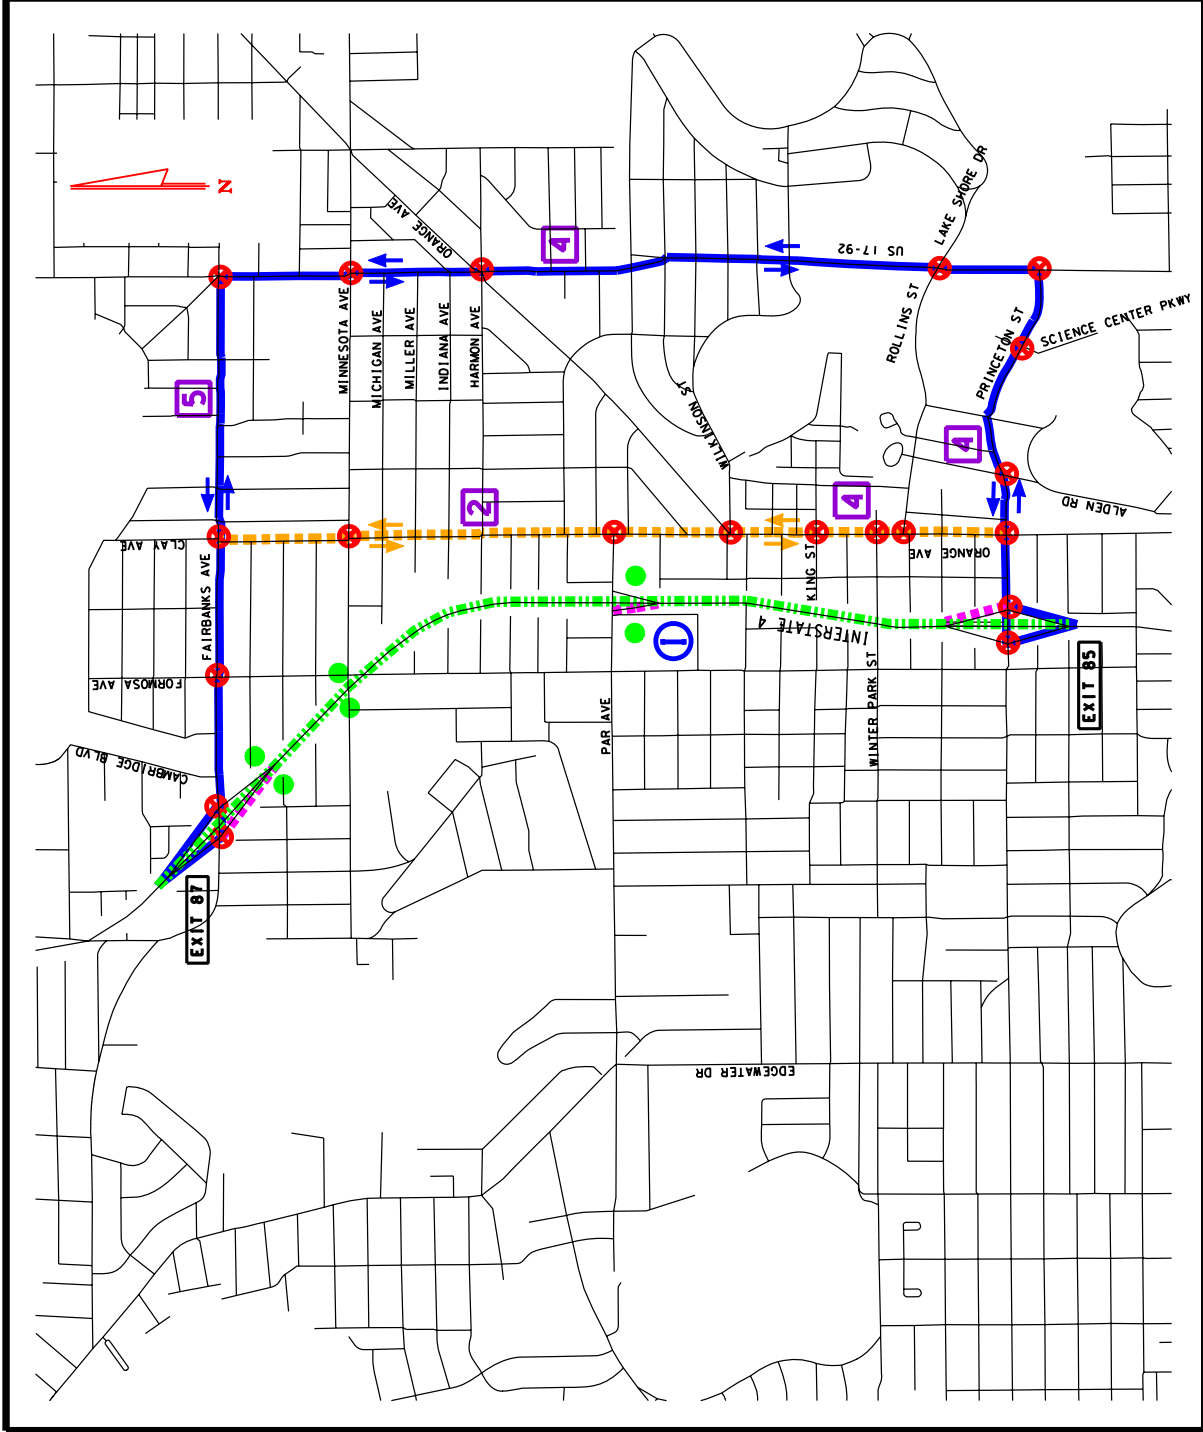 N
ORANGE AVE
4
US 17-92
LAKE SHORE DR
MINNESOTA AVE
MICHIGAN AVE
MILLER AVE
INDIANA AVE
HARMON AVE
ROLLINS ST
PRINCETON ST
SCIENCE CENTER PKWY
5
WILKINSON ST
4
2
4
ALDEN RD
CLAY AVE
FAIRBANKS AVE
KING ST
ORANGE AVE
INTERSTATE 4
1
FORMOSA AVE
PAR AVE
WINTER PARK ST
EXIT 85
CAMBRIDGE BLVD
EXIT 87
EDGEWATER DR